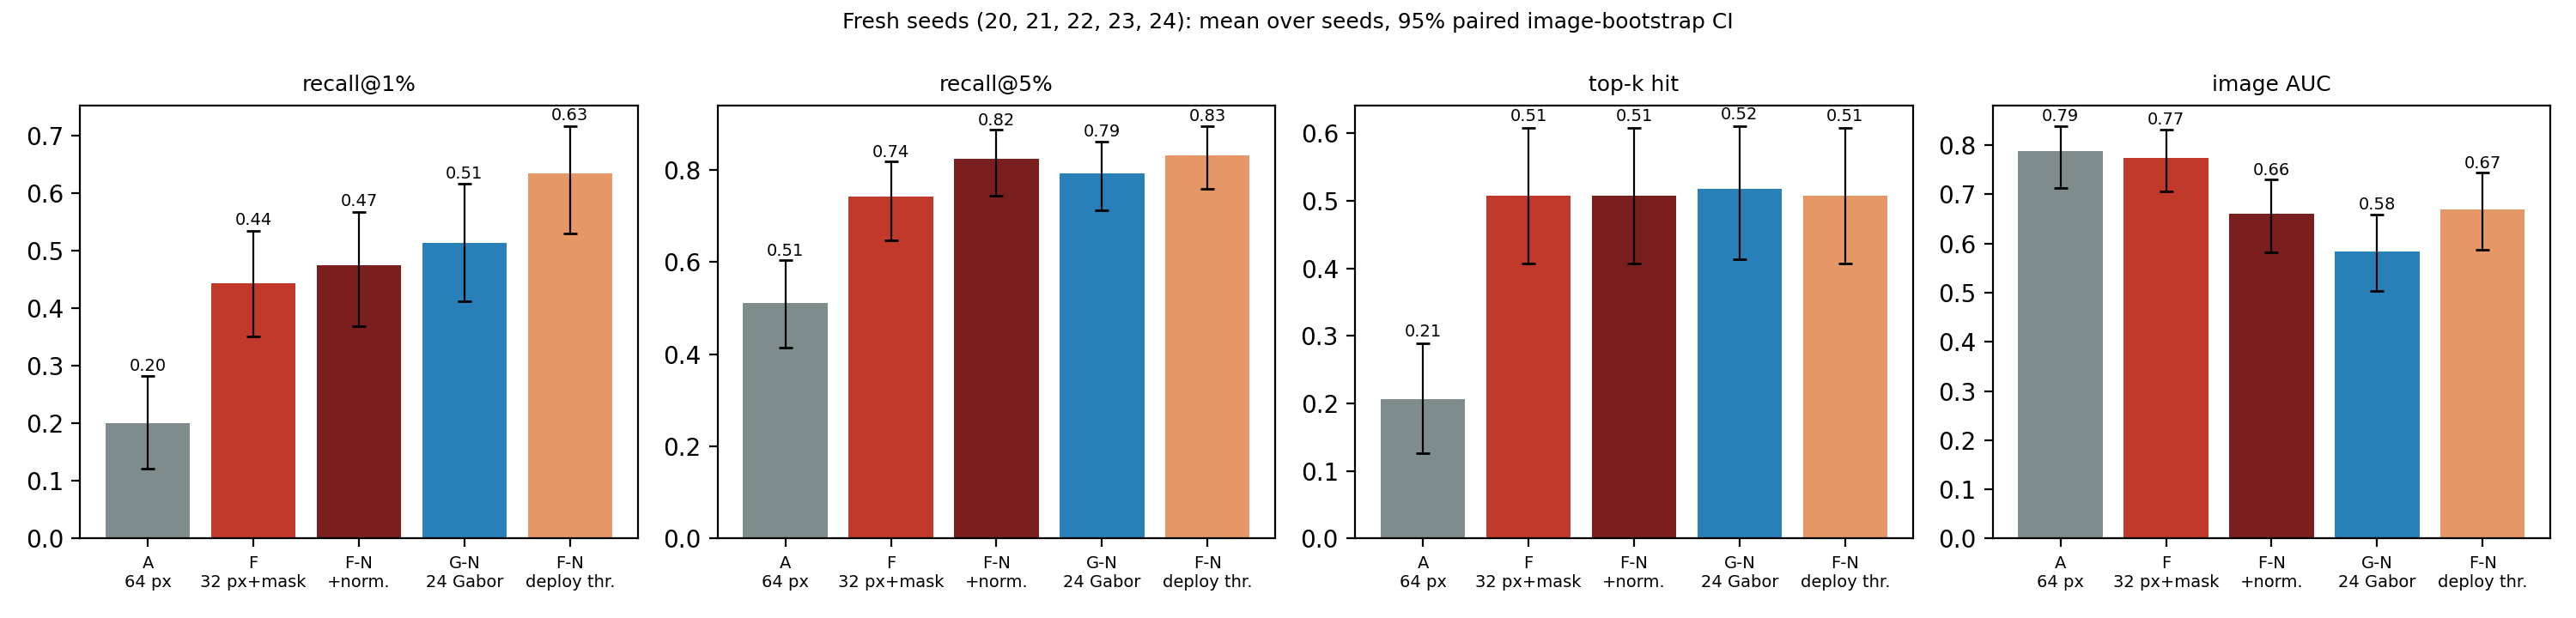 Fresh seeds (20, 21, 22, 23, 24): mean over seeds, 95% paired image-bootstrap CI
recall@1%
0.7
0.6
0.5
0.4
0.3
0.2
0.1
0.0
0.20
0.44
0.47
0.51
0.63
A
64 px
F
32 px+mask
F-N
+norm.
G-N
24 Gabor
F-N
deploy thr.
recall@5%
0.8
0.6
0.4
0.2
0.0
0.51
0.74
0.82
0.79
0.83
A
64 px
F
32 px+mask
F-N
+norm.
G-N
24 Gabor
F-N
deploy thr.
top-k hit
0.6
0.5
0.4
0.3
0.2
0.1
0.0
0.21
0.51
0.51
0.52
0.51
A
64 px
F
32 px+mask
F-N
+norm.
G-N
24 Gabor
F-N
deploy thr.
image AUC
0.8
0.7
0.6
0.5
0.4
0.3
0.2
0.1
0.0
0.79
0.77
0.66
0.58
0.67
A
64 px
F
32 px+mask
F-N
+norm.
G-N
24 Gabor
F-N
deploy thr.